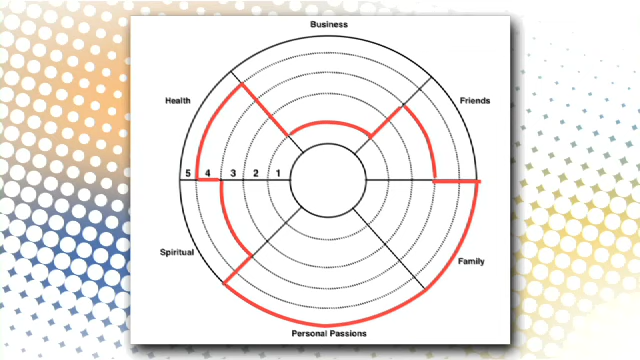 Business
Health
Friends
5 4 3 2 1
Spiritual
Family
Personal Passions